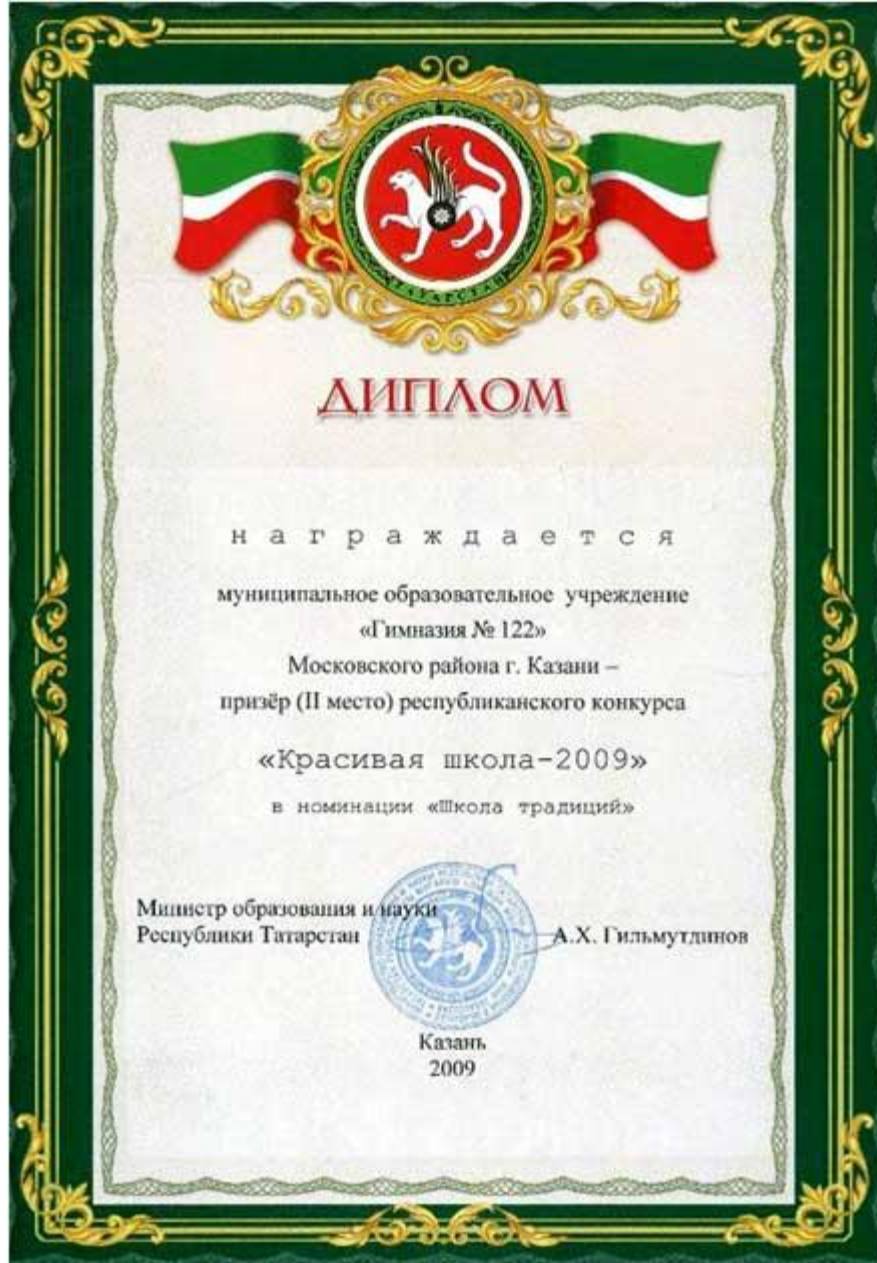 ТАТАРСТАН
ДИПЛОМ
награждается
муниципальное образовательное учреждение
«Гимназия № 122»
Московского района г. Казани –
призёр (II место) республиканского конкурса
«Красивая школа-2009»
в номинации «Школа традиций»
Министр образования и науки
Республики Татарстан
А.Х. Гильмутдинов
Казань
2009